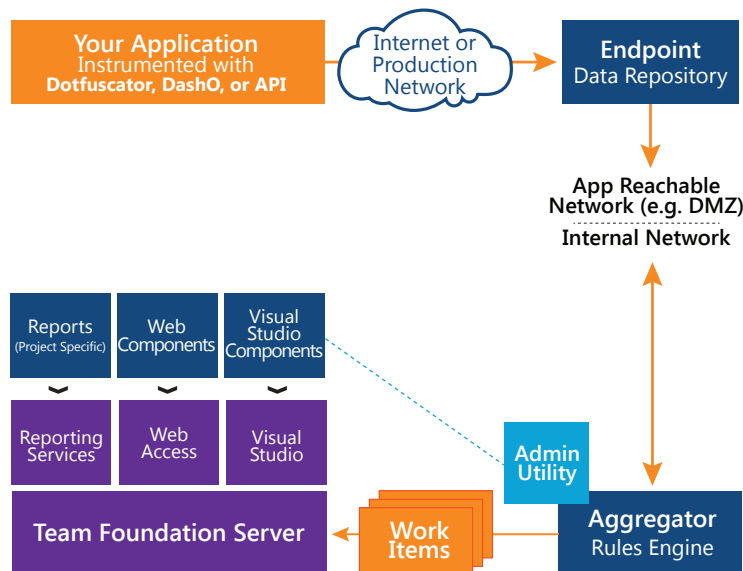 Your Application
Instrumented with
Dotfuscator, DashO, or API
Internet or
Production
Network
Endpoint
Data Repository
App Reachable
Network (e.g. DMZ)
Internal Network
Reports
(Project Specific)
Web
Components
Visual
Studio
Components
Reporting
Services
Web
Access
Visual
Studio
Admin
Utility
Team Foundation Server
Work
Items
Aggregator
Rules Engine